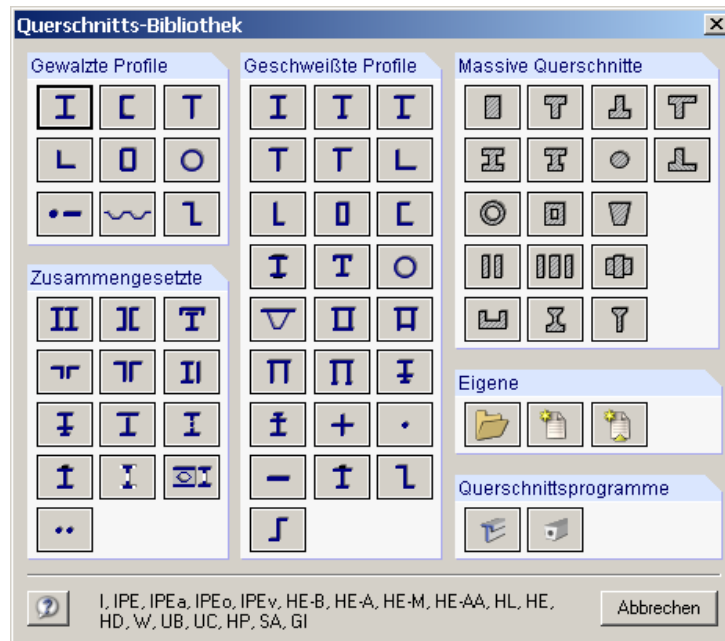 Querschnitts-Bibliothek
Gewalzte Profile
Geschweißte Profile
Massive Querschnitte
Zusammengesetzte
Eigene
Querschnittsprogramme
I, IPE, IPEa, IPEo, IPEv, HE-B, HE-A, HE-M, HE-AA, HL, HE,
HD, W, UB, UC, HP, SA, GI
Abbrechen